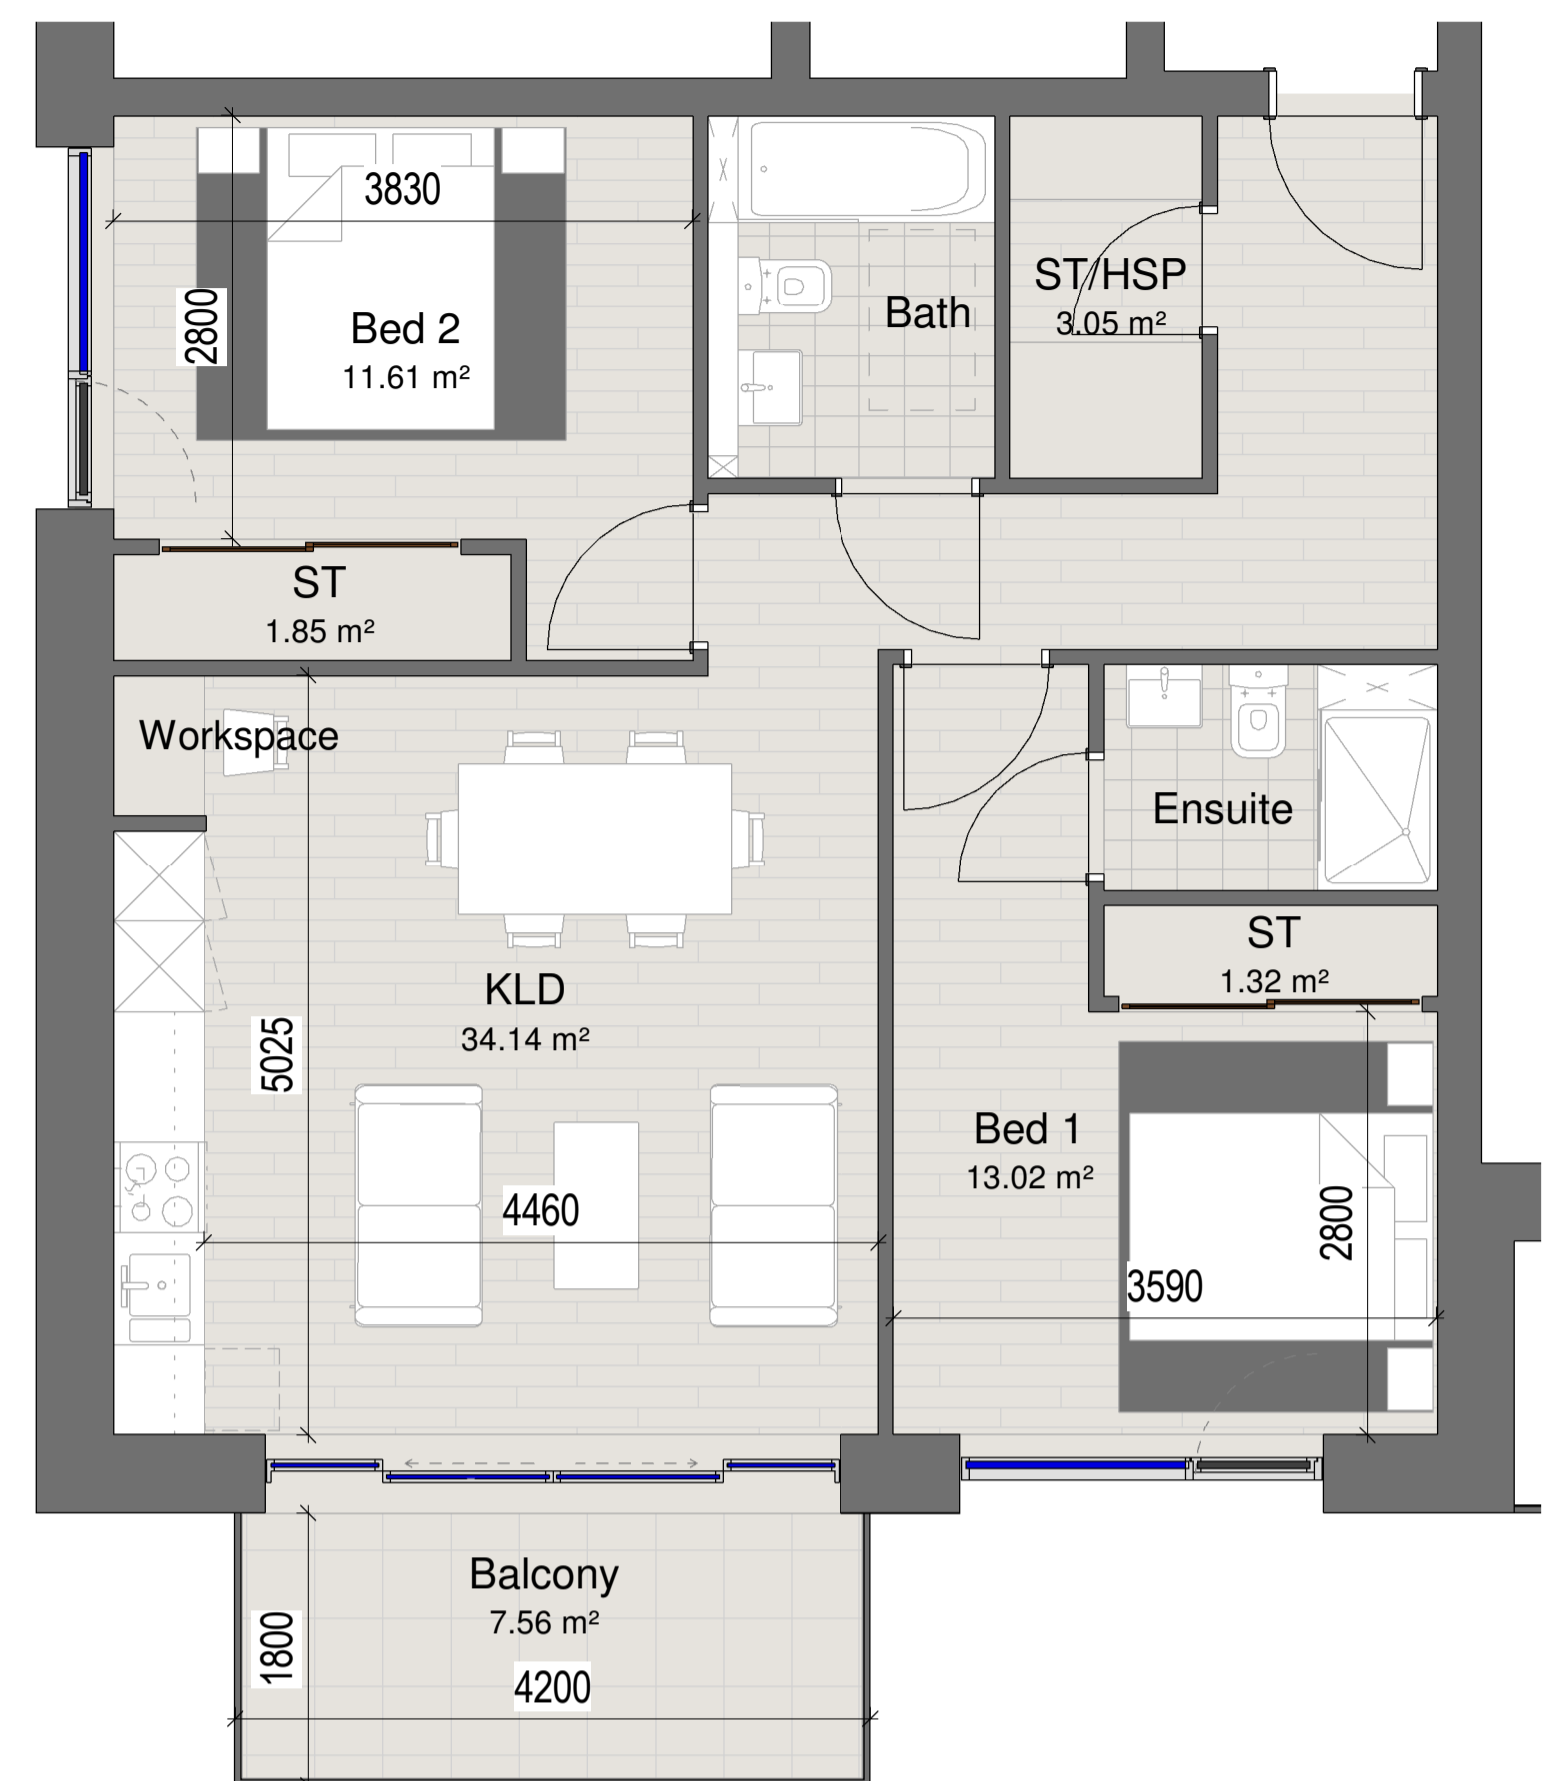 3830
2800
Bed 2
11.61 m²
Bath
ST/HSP
3.05 m²
ST
1.85 m²
Workspace
Ensuite
ST
1.32 m²
KLD
34.14 m²
5025
4460
Bed 1
13.02 m²
2800
3590
Balcony
7.56 m²
1800
4200